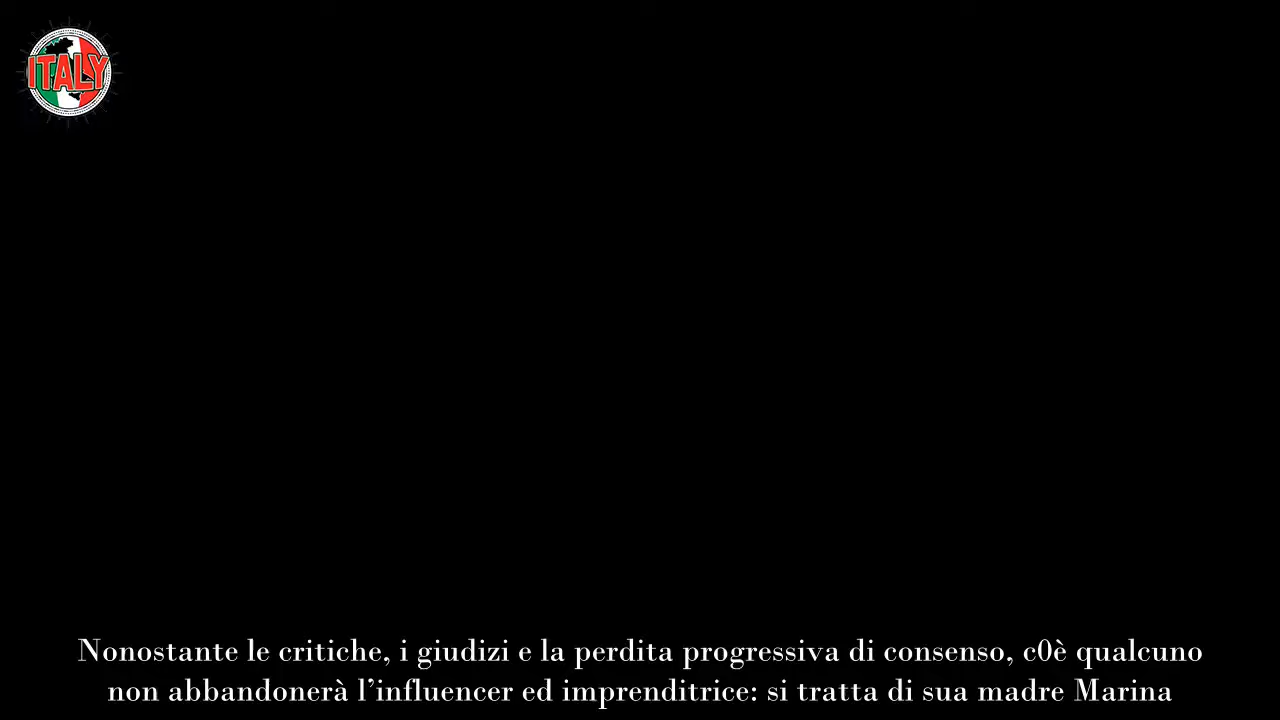 ITALY
Nonostante le critiche, i giudizi e la perdita progressiva di consenso, c0è qualcuno
non abbandonerà l’influencer ed imprenditrice: si tratta di sua madre Marina